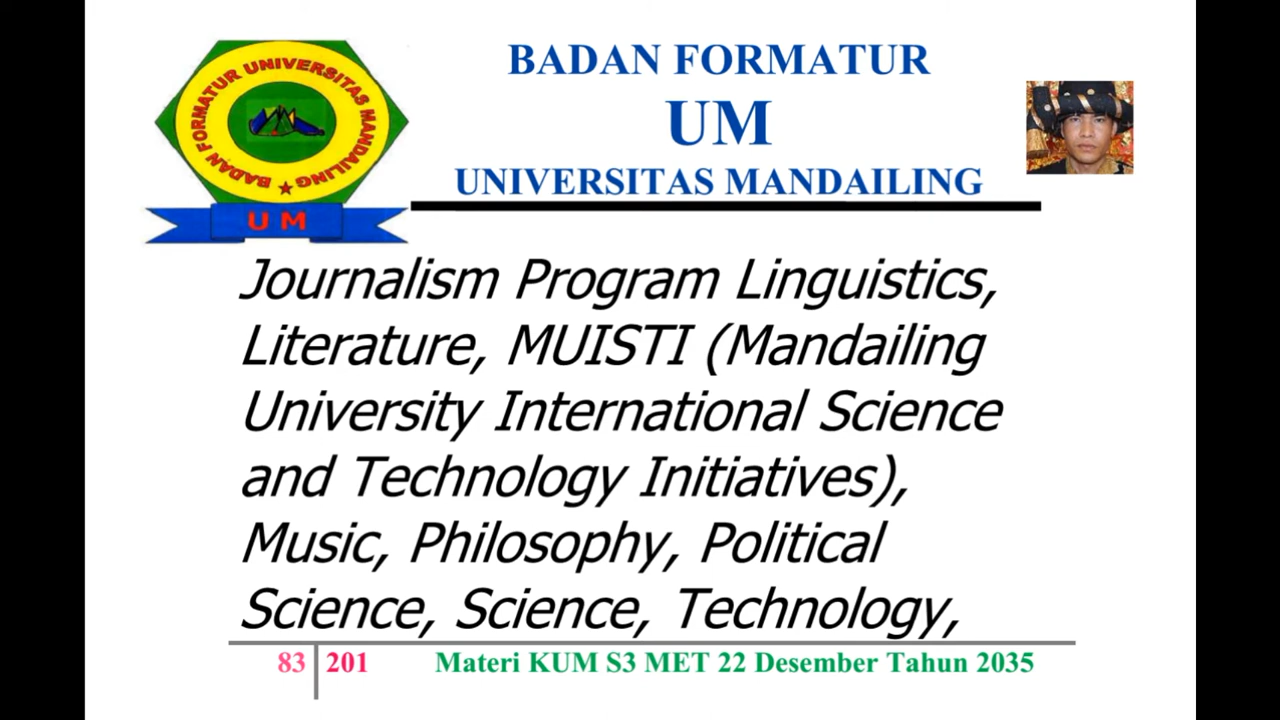 BADAN FORMATUR UNIVERSITAS MANDAILING
U M
BADAN FORMATUR
UM
UNIVERSITAS MANDAILING
Journalism Program Linguistics,
Literature, MUISTI (Mandailing
University International Science
and Technology Initiatives),
Music, Philosophy, Political
Science, Science, Technology,
83 201 Materi KUM S3 MET 22 Desember Tahun 2035